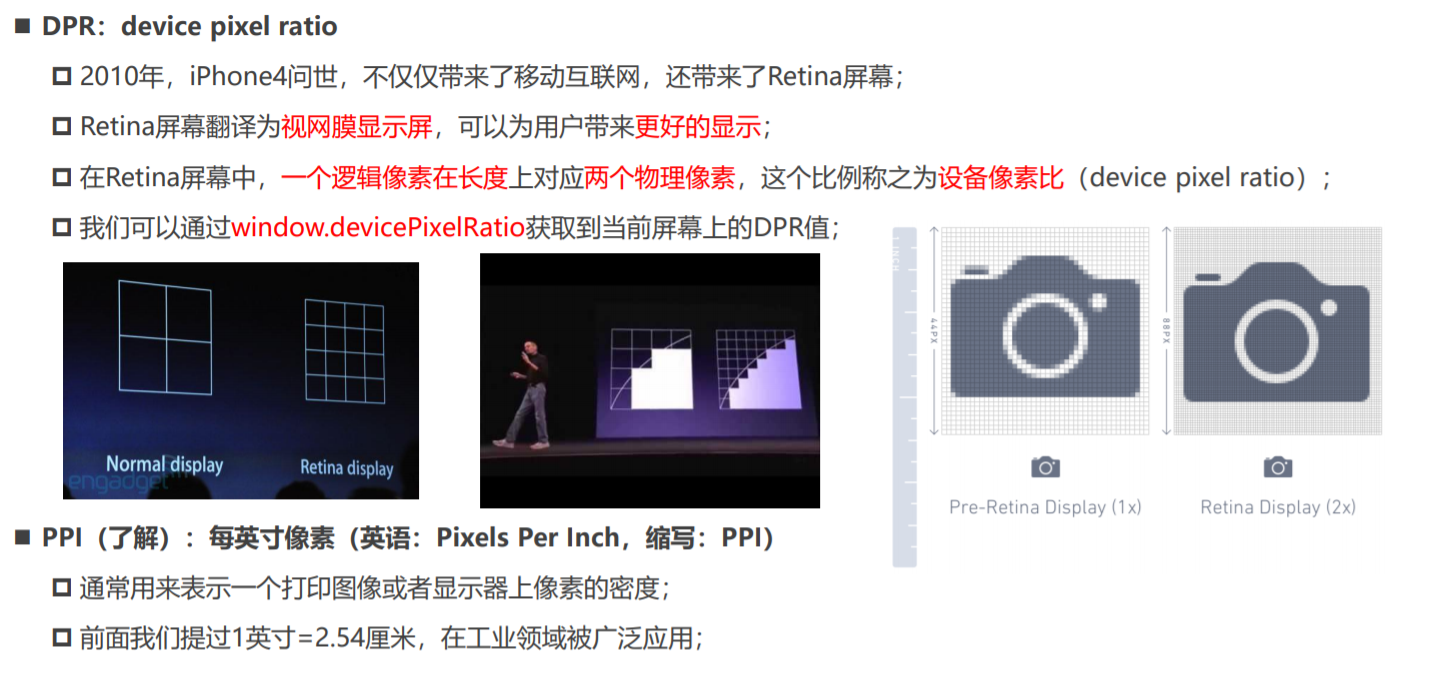 DPR：device pixel ratio
2010年，iPhone4问世，不仅仅带来了移动互联网，还带来了Retina屏幕；
Retina屏幕翻译为视网膜显示屏，可以为用户带来更好的显示；
在Retina屏幕中，一个逻辑像素在长度上对应两个物理像素，这个比例称之为设备像素比（device pixel ratio）；
我们可以通过window.devicePixelRatio获取到当前屏幕上的DPR值；
Normal display
Retina display
engadget
1 INCH
44PX
88PX
Pre-Retina Display (1x)
Retina Display (2x)
PPI（了解）：每英寸像素（英语：Pixels Per Inch，缩写：PPI）
通常用来表示一个打印图像或者显示器上像素的密度；
前面我们提过1英寸=2.54厘米，在工业领域被广泛应用；